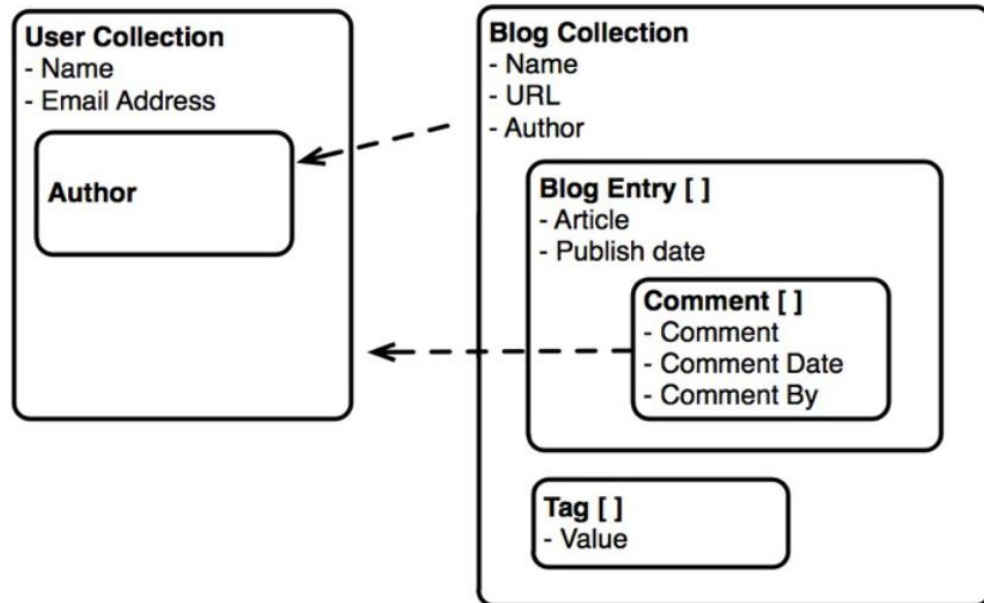 User Collection
- Name
- Email Address
Author
Blog Collection
- Name
- URL
- Author
Blog Entry [ ]
- Article
- Publish date
Comment [ ]
- Comment
- Comment Date
- Comment By
Tag [ ]
- Value